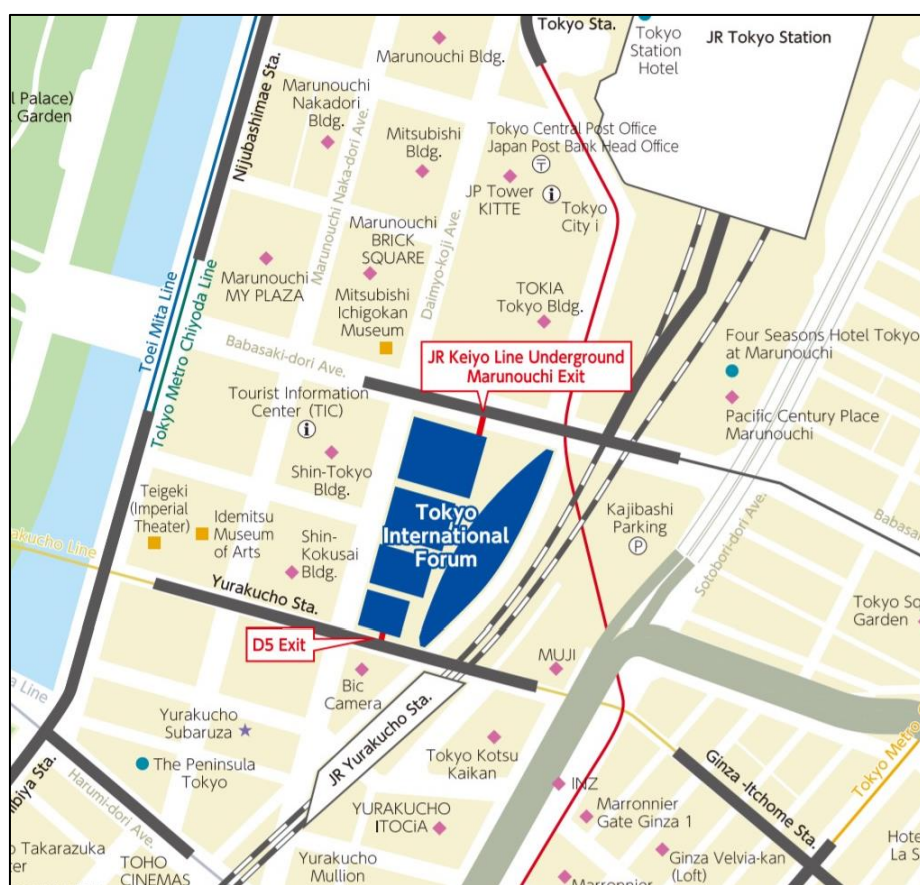 Tokyo Sta.
Tokyo
Station
Hotel
JR Tokyo Station
Marunouchi Bldg.
Marunouchi
Nakadori
Bldg.
l Palace)
Garden
Nijubashimae Sta.
Mitsubishi
Bldg.
Tokyo Central Post Office
Japan Post Bank Head Office
JP Tower
KITTE
Tokyo
City i
Marunouchi Naka-dori Ave.
Daimyo-koji Ave.
Marunouchi
BRICK
SQUARE
Marunouchi
MY PLAZA
Mitsubishi
Ichigokan
Museum
TOKIA
Tokyo Bldg.
Toei Mita Line
Tokyo Metro Chiyoda Line
Babasaki-dori Ave.
JR Keiyo Line Underground
Marunouchi Exit
Four Seasons Hotel Tokyo
at Marunouchi
Pacific Century Place
Marunouchi
Tourist Information
Center (TIC)
Shin-Tokyo
Bldg.
Teigeki
(Imperial
Theater)
Idemitsu
Museum
of Arts
Shin-
Kokusai
Bldg.
Tokyo
International
Forum
Kajibashi
Parking
P
Sotobori-dori Ave.
Babasa
akucho Line
Yurakucho Sta.
D5 Exit
Tokyo Sq
Garden
MUJI
Bic
Camera
a Line
Yurakucho
Subaruza
The Peninsula
Tokyo
JR Yurakucho Sta.
Tokyo Kotsu
Kaikan
Ginza -Itchome Sta.
Tokyo Metro
ibiya Sta.
Harumi-dori Ave.
INZ
Marronnier
Gate Ginza 1
YURAKUCHO
ITOCiA
Takarazuka
ter
TOHO
CINEMAS
Yurakucho
Mullion
Ginza Velvia-kan
(Loft)
Marronnier
Hote
La S